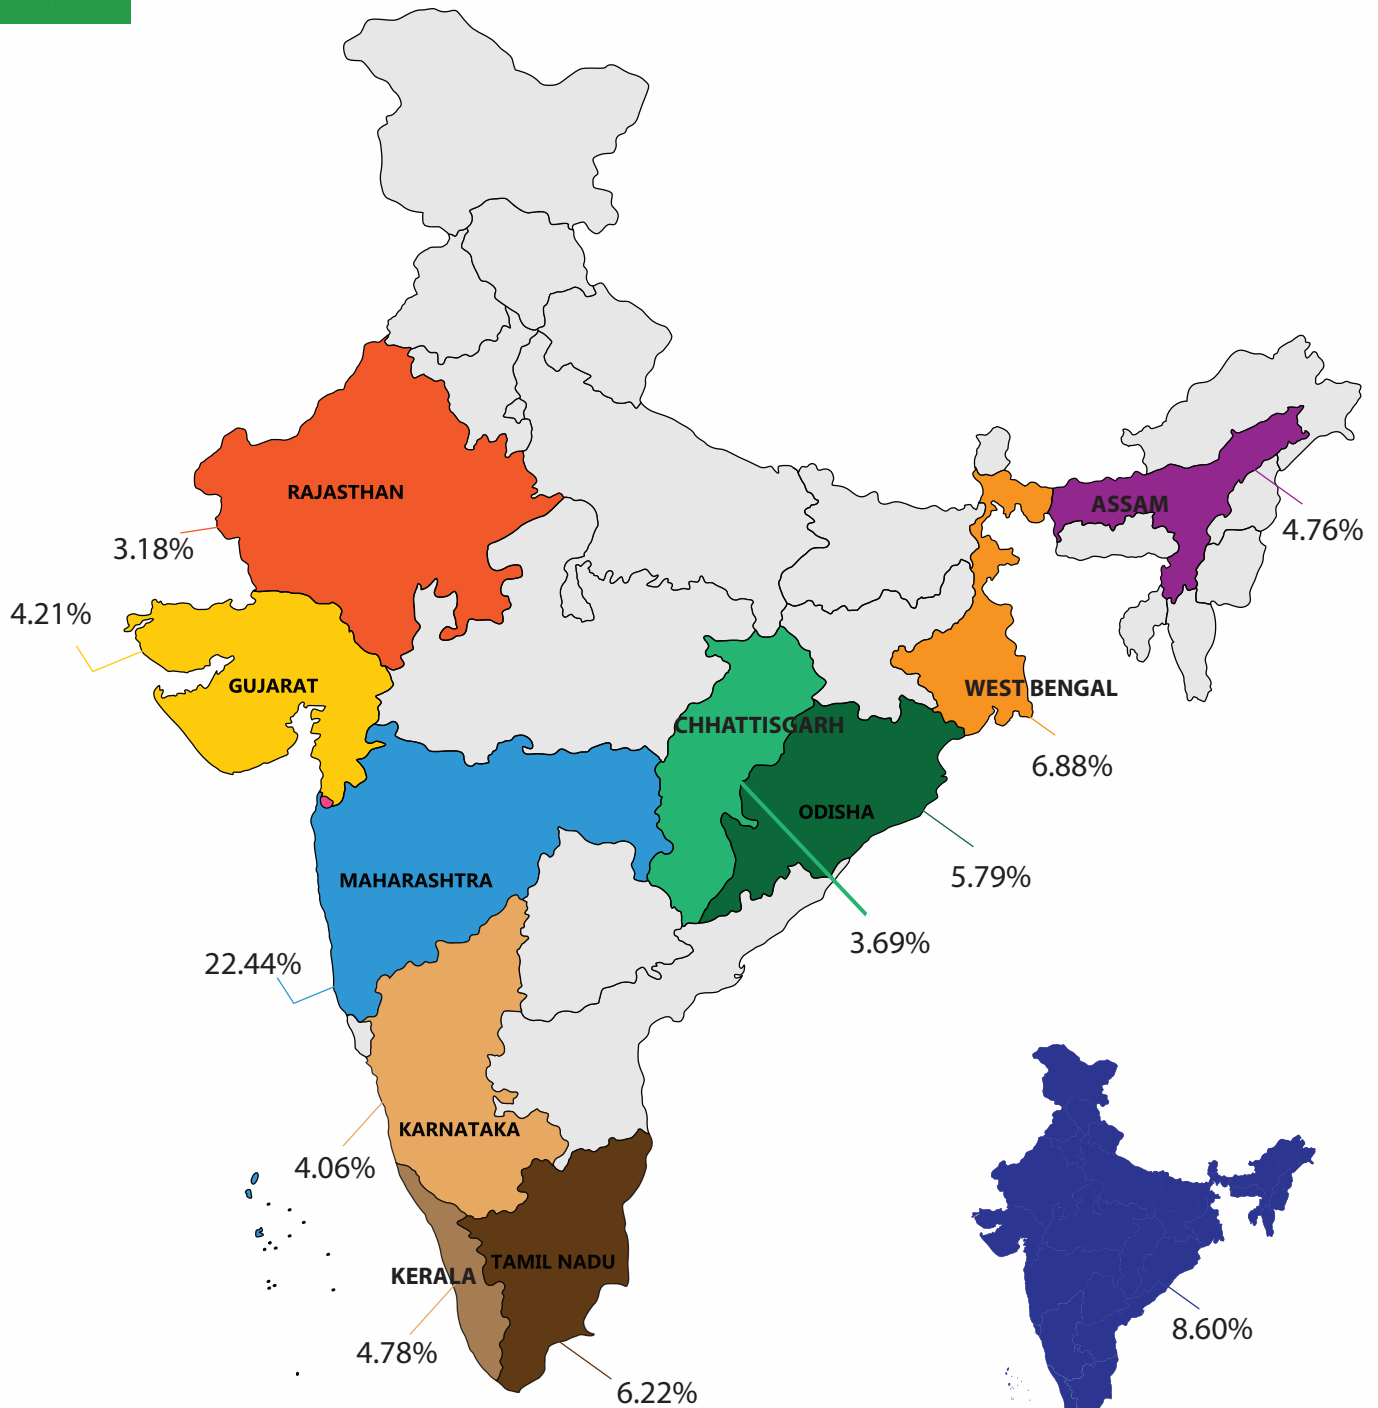 RAJASTHAN
3.18%
ASSAM
4.76%
4.21%
GUJARAT
WEST BENGAL
6.88%
CHHATTISGARH
ODISHA
5.79%
3.69%
MAHARASHTRA
22.44%
KARNATAKA
4.06%
KERALA
TAMIL NADU
4.78%
6.22%
8.60%